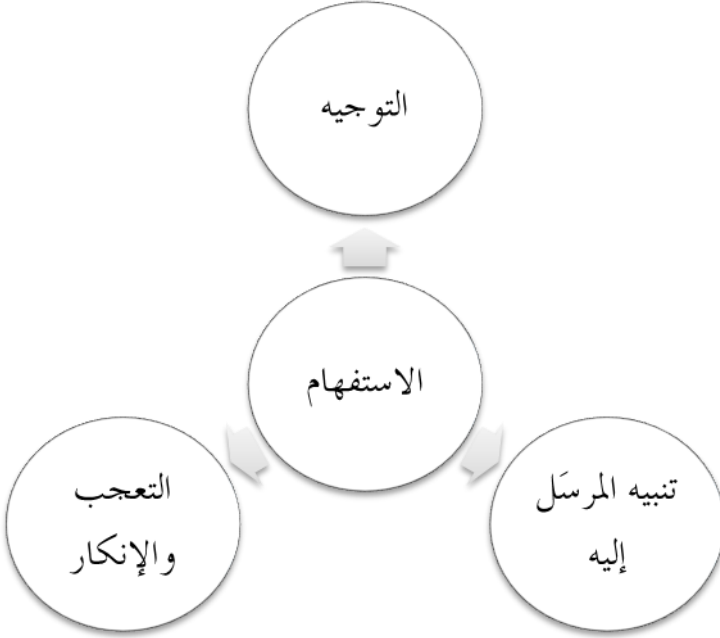 التوجيه
الاستفهام
تنبيه المرسَل
إليه
التعجب
والإنكار